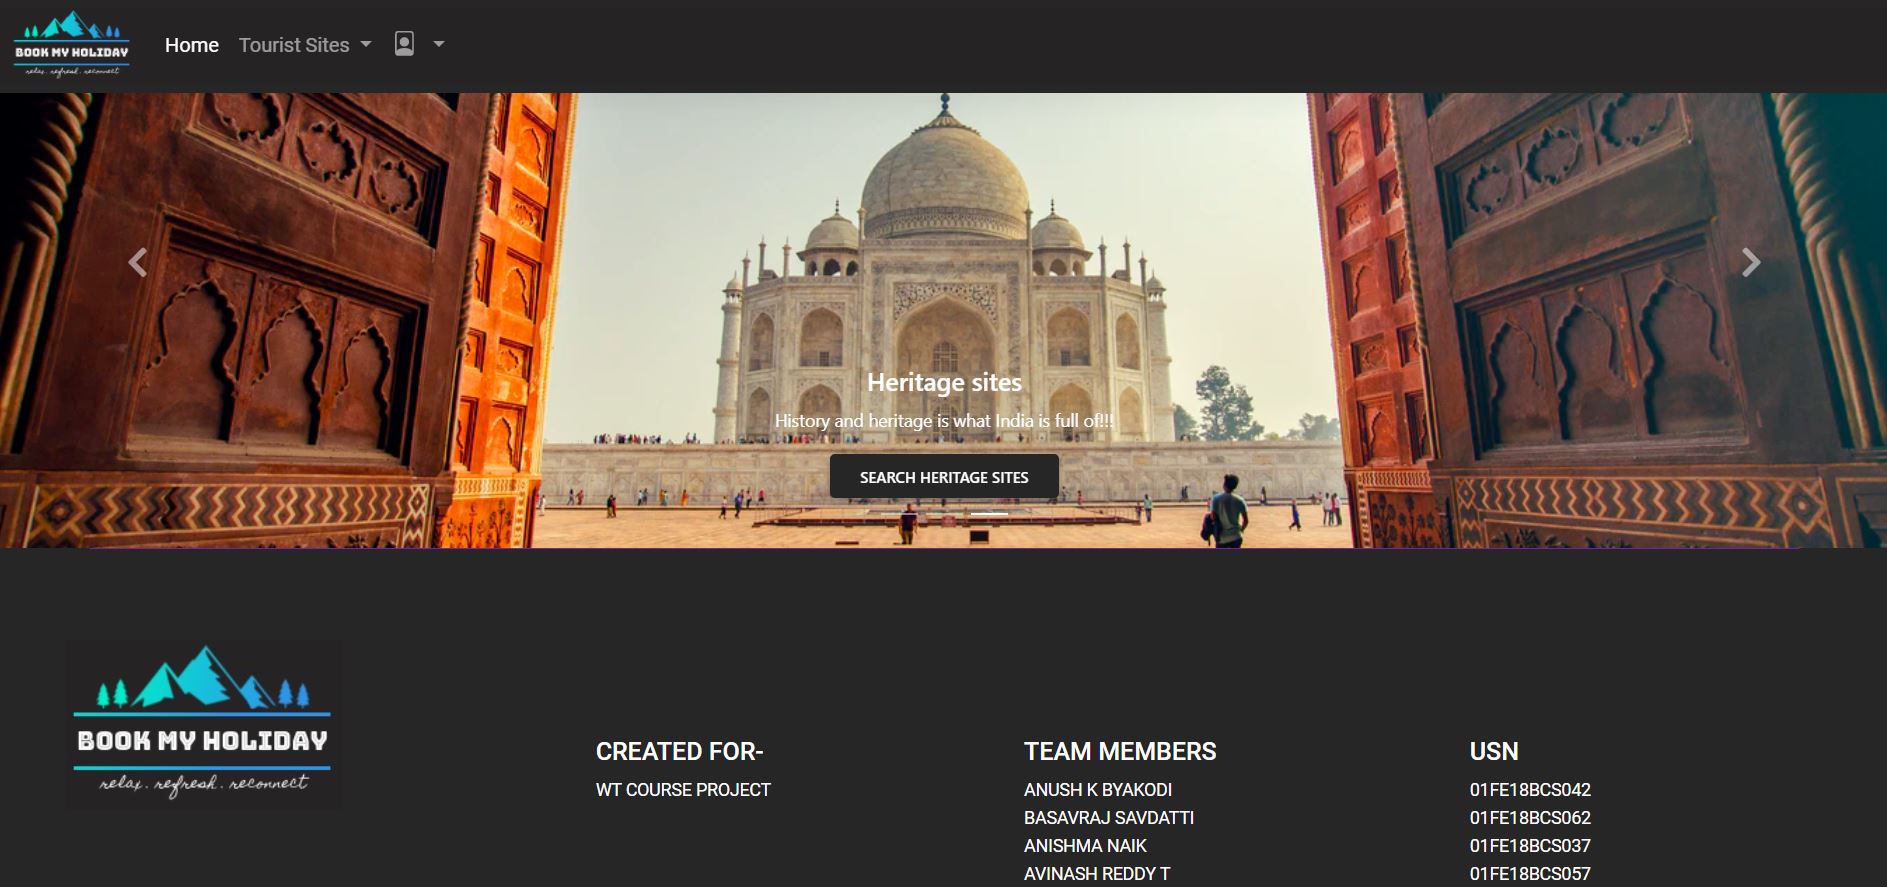 BOOK MY HOLIDAY
relax. refresh. reconnect
Home
Tourist Sites
Heritage sites
History and heritage is what India is full of!!!
SEARCH HERITAGE SITES
BOOK MY HOLIDAY
relax. refresh. reconnect
CREATED FOR-
WT COURSE PROJECT
TEAM MEMBERS
ANUSH K BYAKODI
BASAVRAJ SAVDATTI
ANISHMA NAIK
AVINASH REDDY T
USN
01FE18BCS042
01FE18BCS062
01FE18BCS037
01FE18BCS057